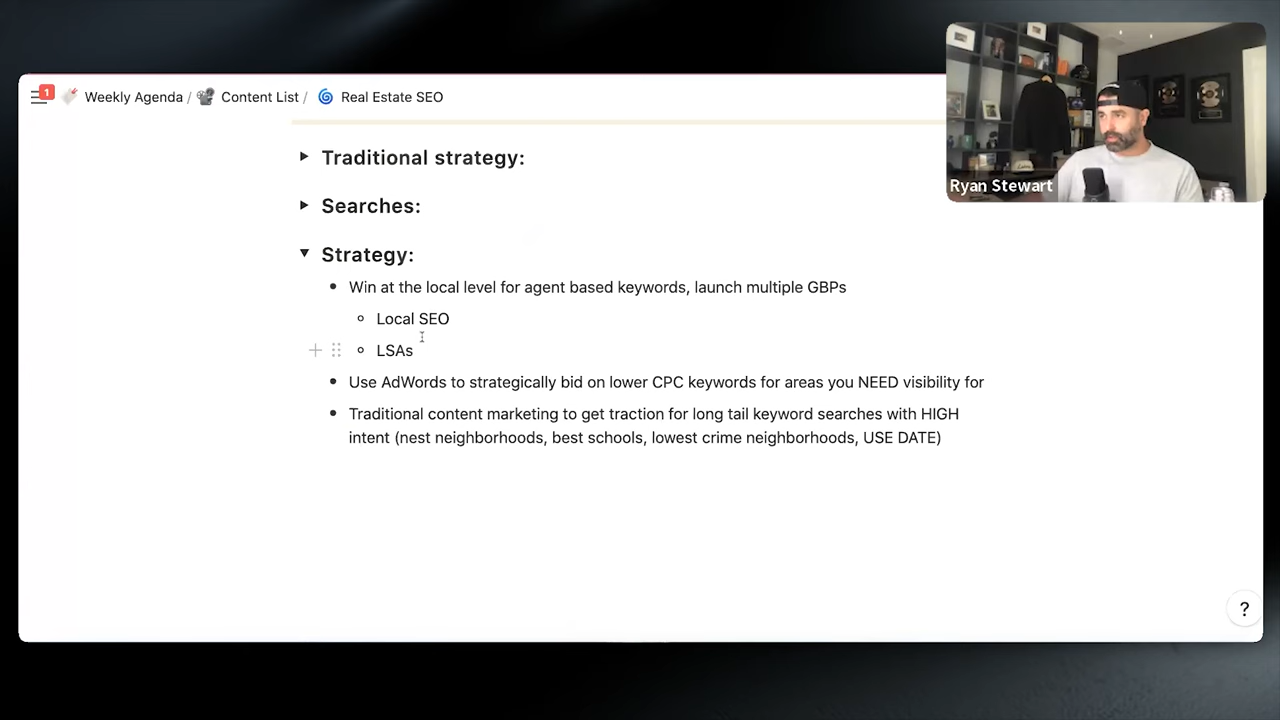 1
Weekly Agenda / Content List / Real Estate SEO
Ryan Stewart
Traditional strategy:
Searches:
Strategy:
Win at the local level for agent based keywords, launch multiple GBPs
Local SEO
LSAs
Use AdWords to strategically bid on lower CPC keywords for areas you NEED visibility for
Traditional content marketing to get traction for long tail keyword searches with HIGH
intent (nest neighborhoods, best schools, lowest crime neighborhoods, USE DATE)
?